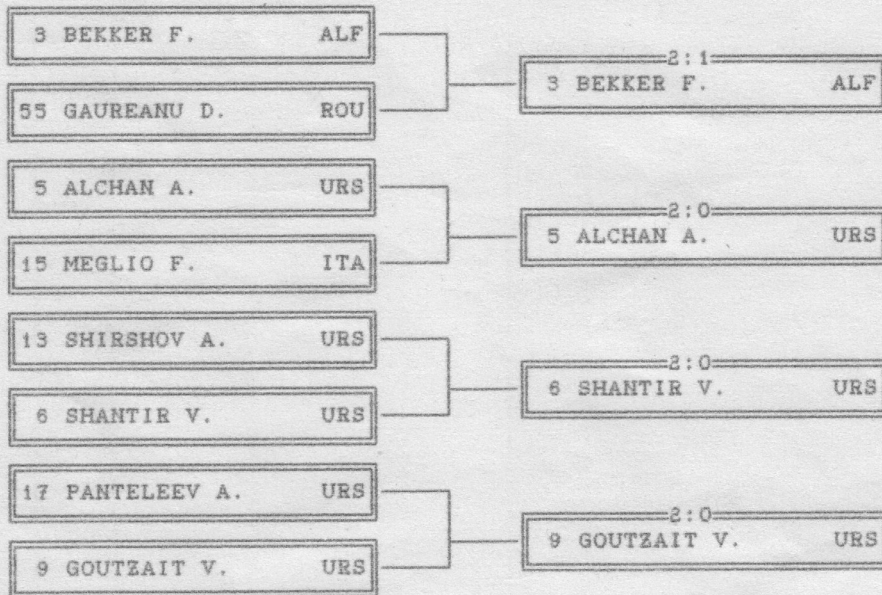 3 BEKKER F. ALF
55 GAUREANU D. ROU
5 ALCHAN A. URS
15 MEGLIO F. ITA
13 SHIRSHOV A. URS
6 SHANTIR V. URS
17 PANTELEEV A. URS
9 GOUTZAIT V. URS
2:1
3 BEKKER F. ALF
2:0
5 ALCHAN A. URS
2:0
6 SHANTIR V. URS
2:0
9 GOUTZAIT V. URS